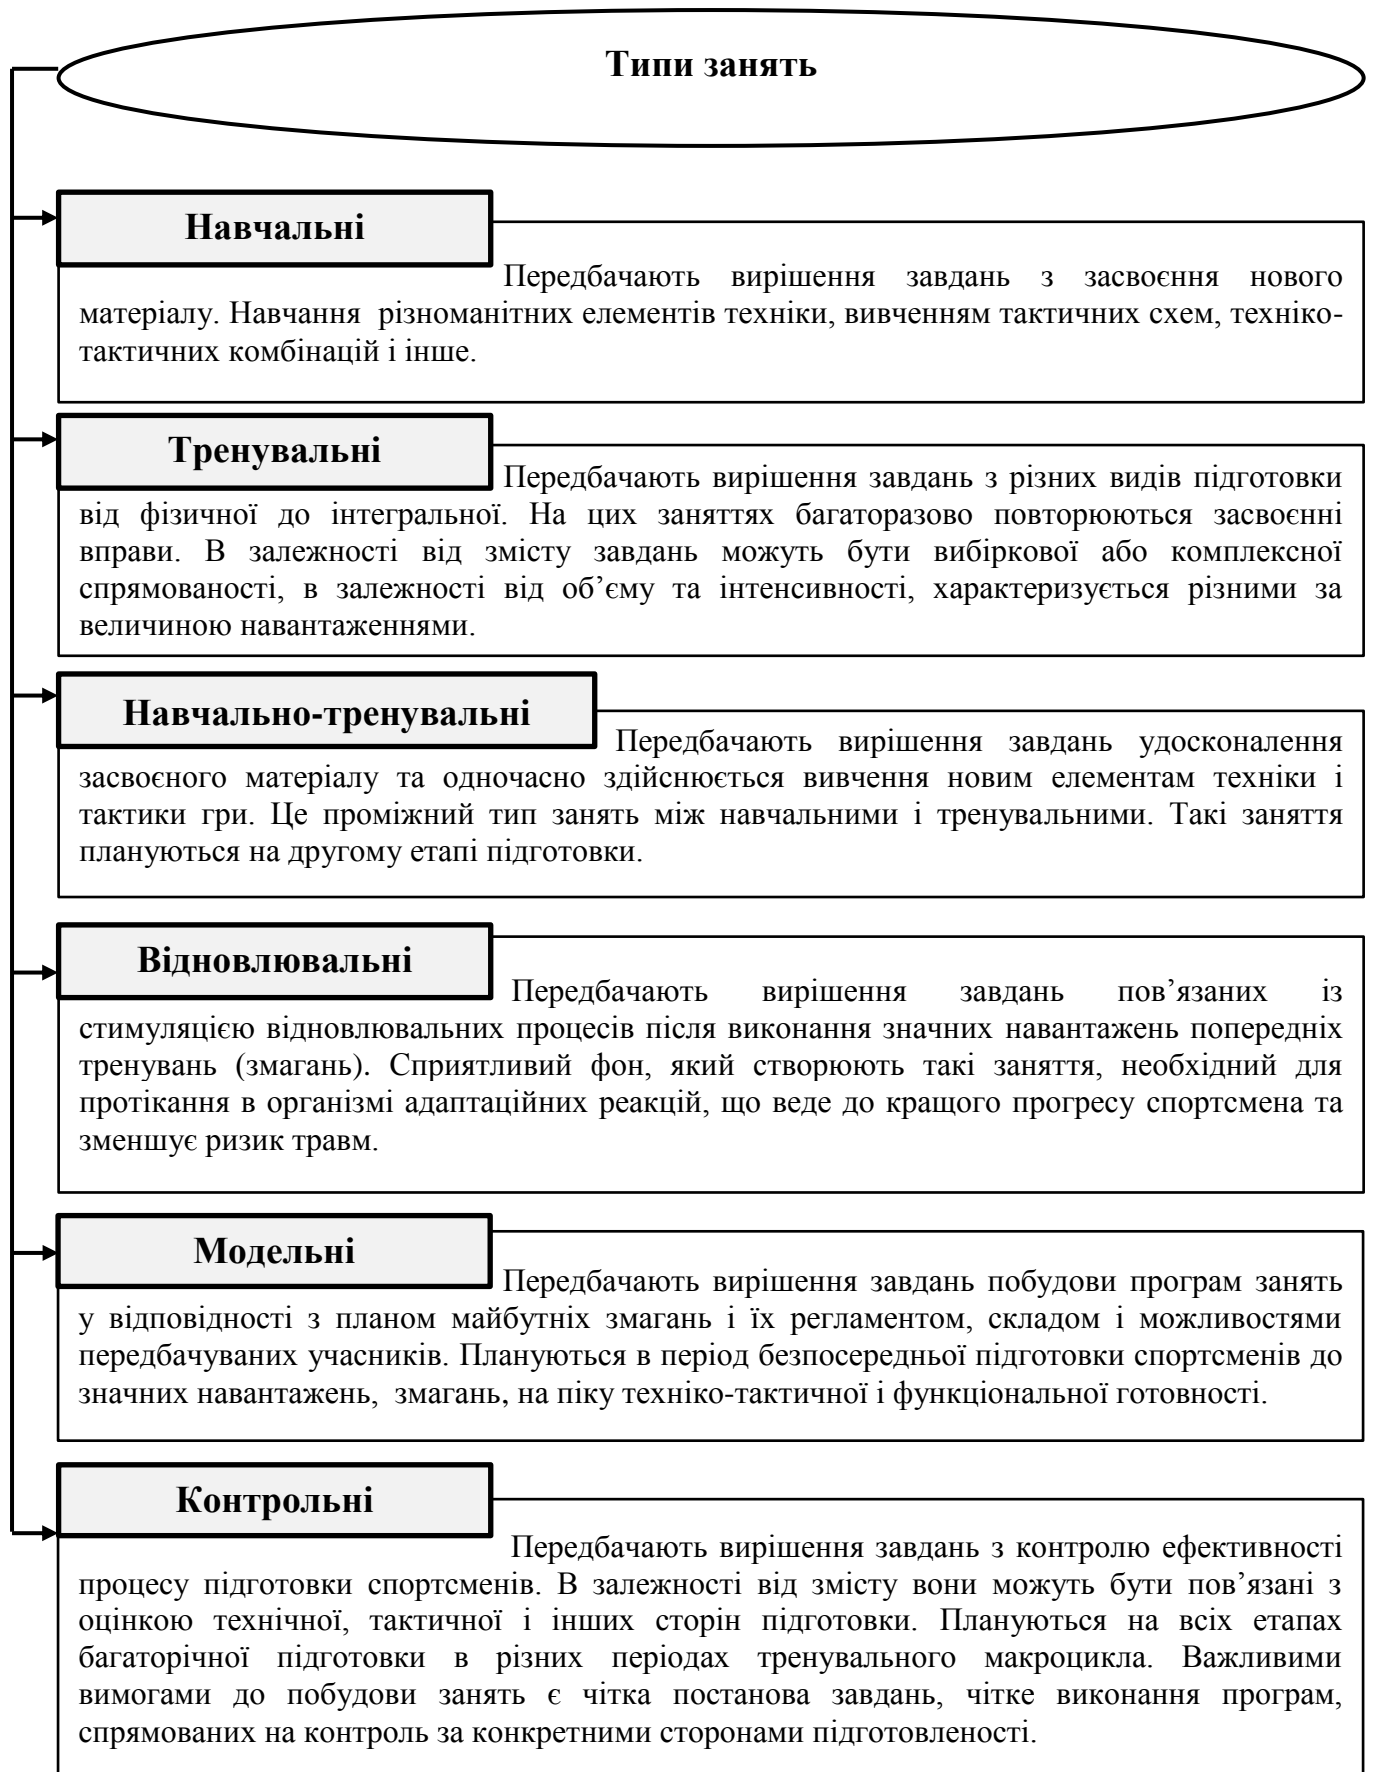 Типи занять
Навчальні
Передбачають вирішення завдань з засвоєння нового
матеріалу. Навчання різноманітних елементів техніки, вивченням тактичних схем, техніко-
тактичних комбінацій і інше.
Тренувальні
Передбачають вирішення завдань з різних видів підготовки
від фізичної до інтегральної. На цих заняттях багаторазово повторюються засвоєнні
вправи. В залежності від змісту завдань можуть бути вибіркової або комплексної
спрямованості, в залежності від об’єму та інтенсивності, характеризується різними за
величиною навантаженнями.
Навчально-тренувальні
Передбачають вирішення завдань удосконалення
засвоєного матеріалу та одночасно здійснюється вивчення новим елементам техніки і
тактики гри. Це проміжний тип занять між навчальними і тренувальними. Такі заняття
плануються на другому етапі підготовки.
Відновлювальні
Передбачають вирішення завдань пов’язаних із
стимуляцією відновлювальних процесів після виконання значних навантажень попередніх
тренувань (змагань). Сприятливий фон, який створюють такі заняття, необхідний для
протікання в організмі адаптаційних реакцій, що веде до кращого прогресу спортсмена та
зменшує ризик травм.
Модельні
Передбачають вирішення завдань побудови програм занять
у відповідності з планом майбутніх змагань і їх регламентом, складом і можливостями
передбачуваних учасників. Плануються в період безпосередньої підготовки спортсменів до
значних навантажень, змагань, на піку техніко-тактичної і функціональної готовності.
Контрольні
Передбачають вирішення завдань з контролю ефективності
процесу підготовки спортсменів. В залежності від змісту вони можуть бути пов’язані з
оцінкою технічної, тактичної і інших сторін підготовки. Плануються на всіх етапах
багаторічної підготовки в різних періодах тренувального макроцикла. Важливими
вимогами до побудови занять є чітка постанова завдань, чітке виконання програм,
спрямованих на контроль за конкретними сторонами підготовленості.